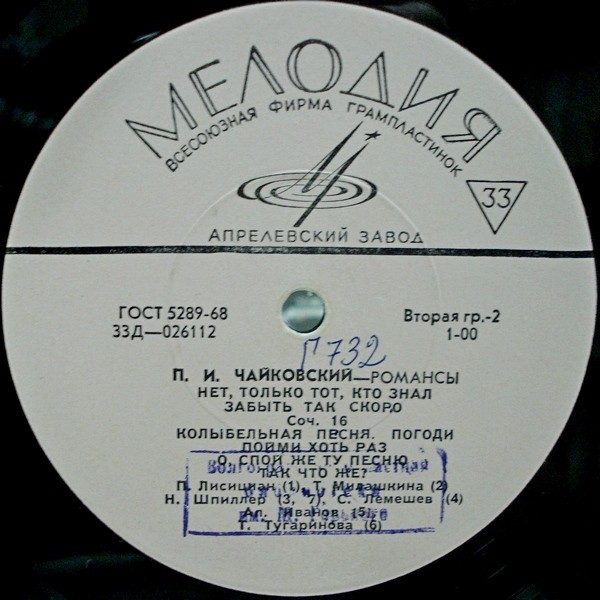 МЕЛОДИЯ
ВСЕСОЮЗНАЯ ФИРМА ГРАМПЛАСТИНОК
33
АПРЕЛЕВСКИЙ ЗАВОД
ГОСТ 5289-68
33Д—026112
Вторая гр.-2
1-00
Г732
П. И. ЧАЙКОВСКИЙ—РОМАНСЫ
НЕТ, ТОЛЬКО ТОТ, КТО ЗНАЛ
ЗАБЫТЬ ТАК СКОРО
Соч. 16
КОЛЫБЕЛЬНАЯ ПЕСНЯ. ПОГОДИ
ПОЙМИ ХОТЬ РАЗ
О, СПОЙ ЖЕ ТУ ПЕСНЮ
ТАК ЧТО ЖЕ?
П. Лисициан (1), Т. Милашкина (2)
Н. Шпиллер (3, 7), С. Лемешев (4)
Ал. Иванов (5)
Т. Тугаринова (6)